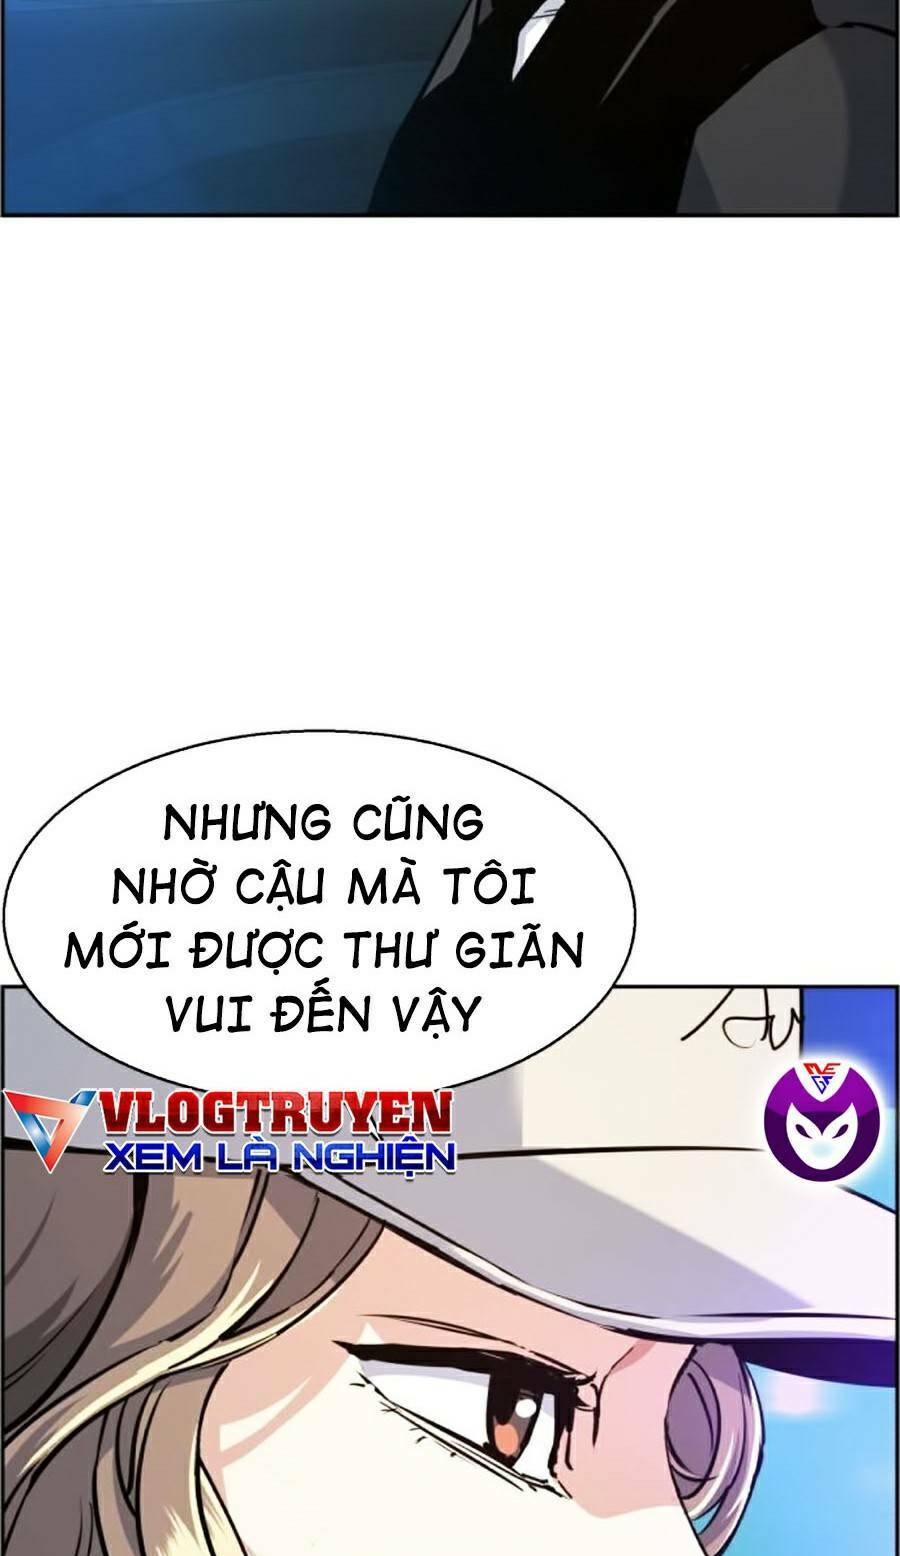 NHƯNG CŨNG
NHỜ CẬU MÀ TÔI
MỚI ĐƯỢC THƯ GIÃN
VUI ĐẾN VẬY
VLOGTRUYEN
XEM LÀ NGHIỆN